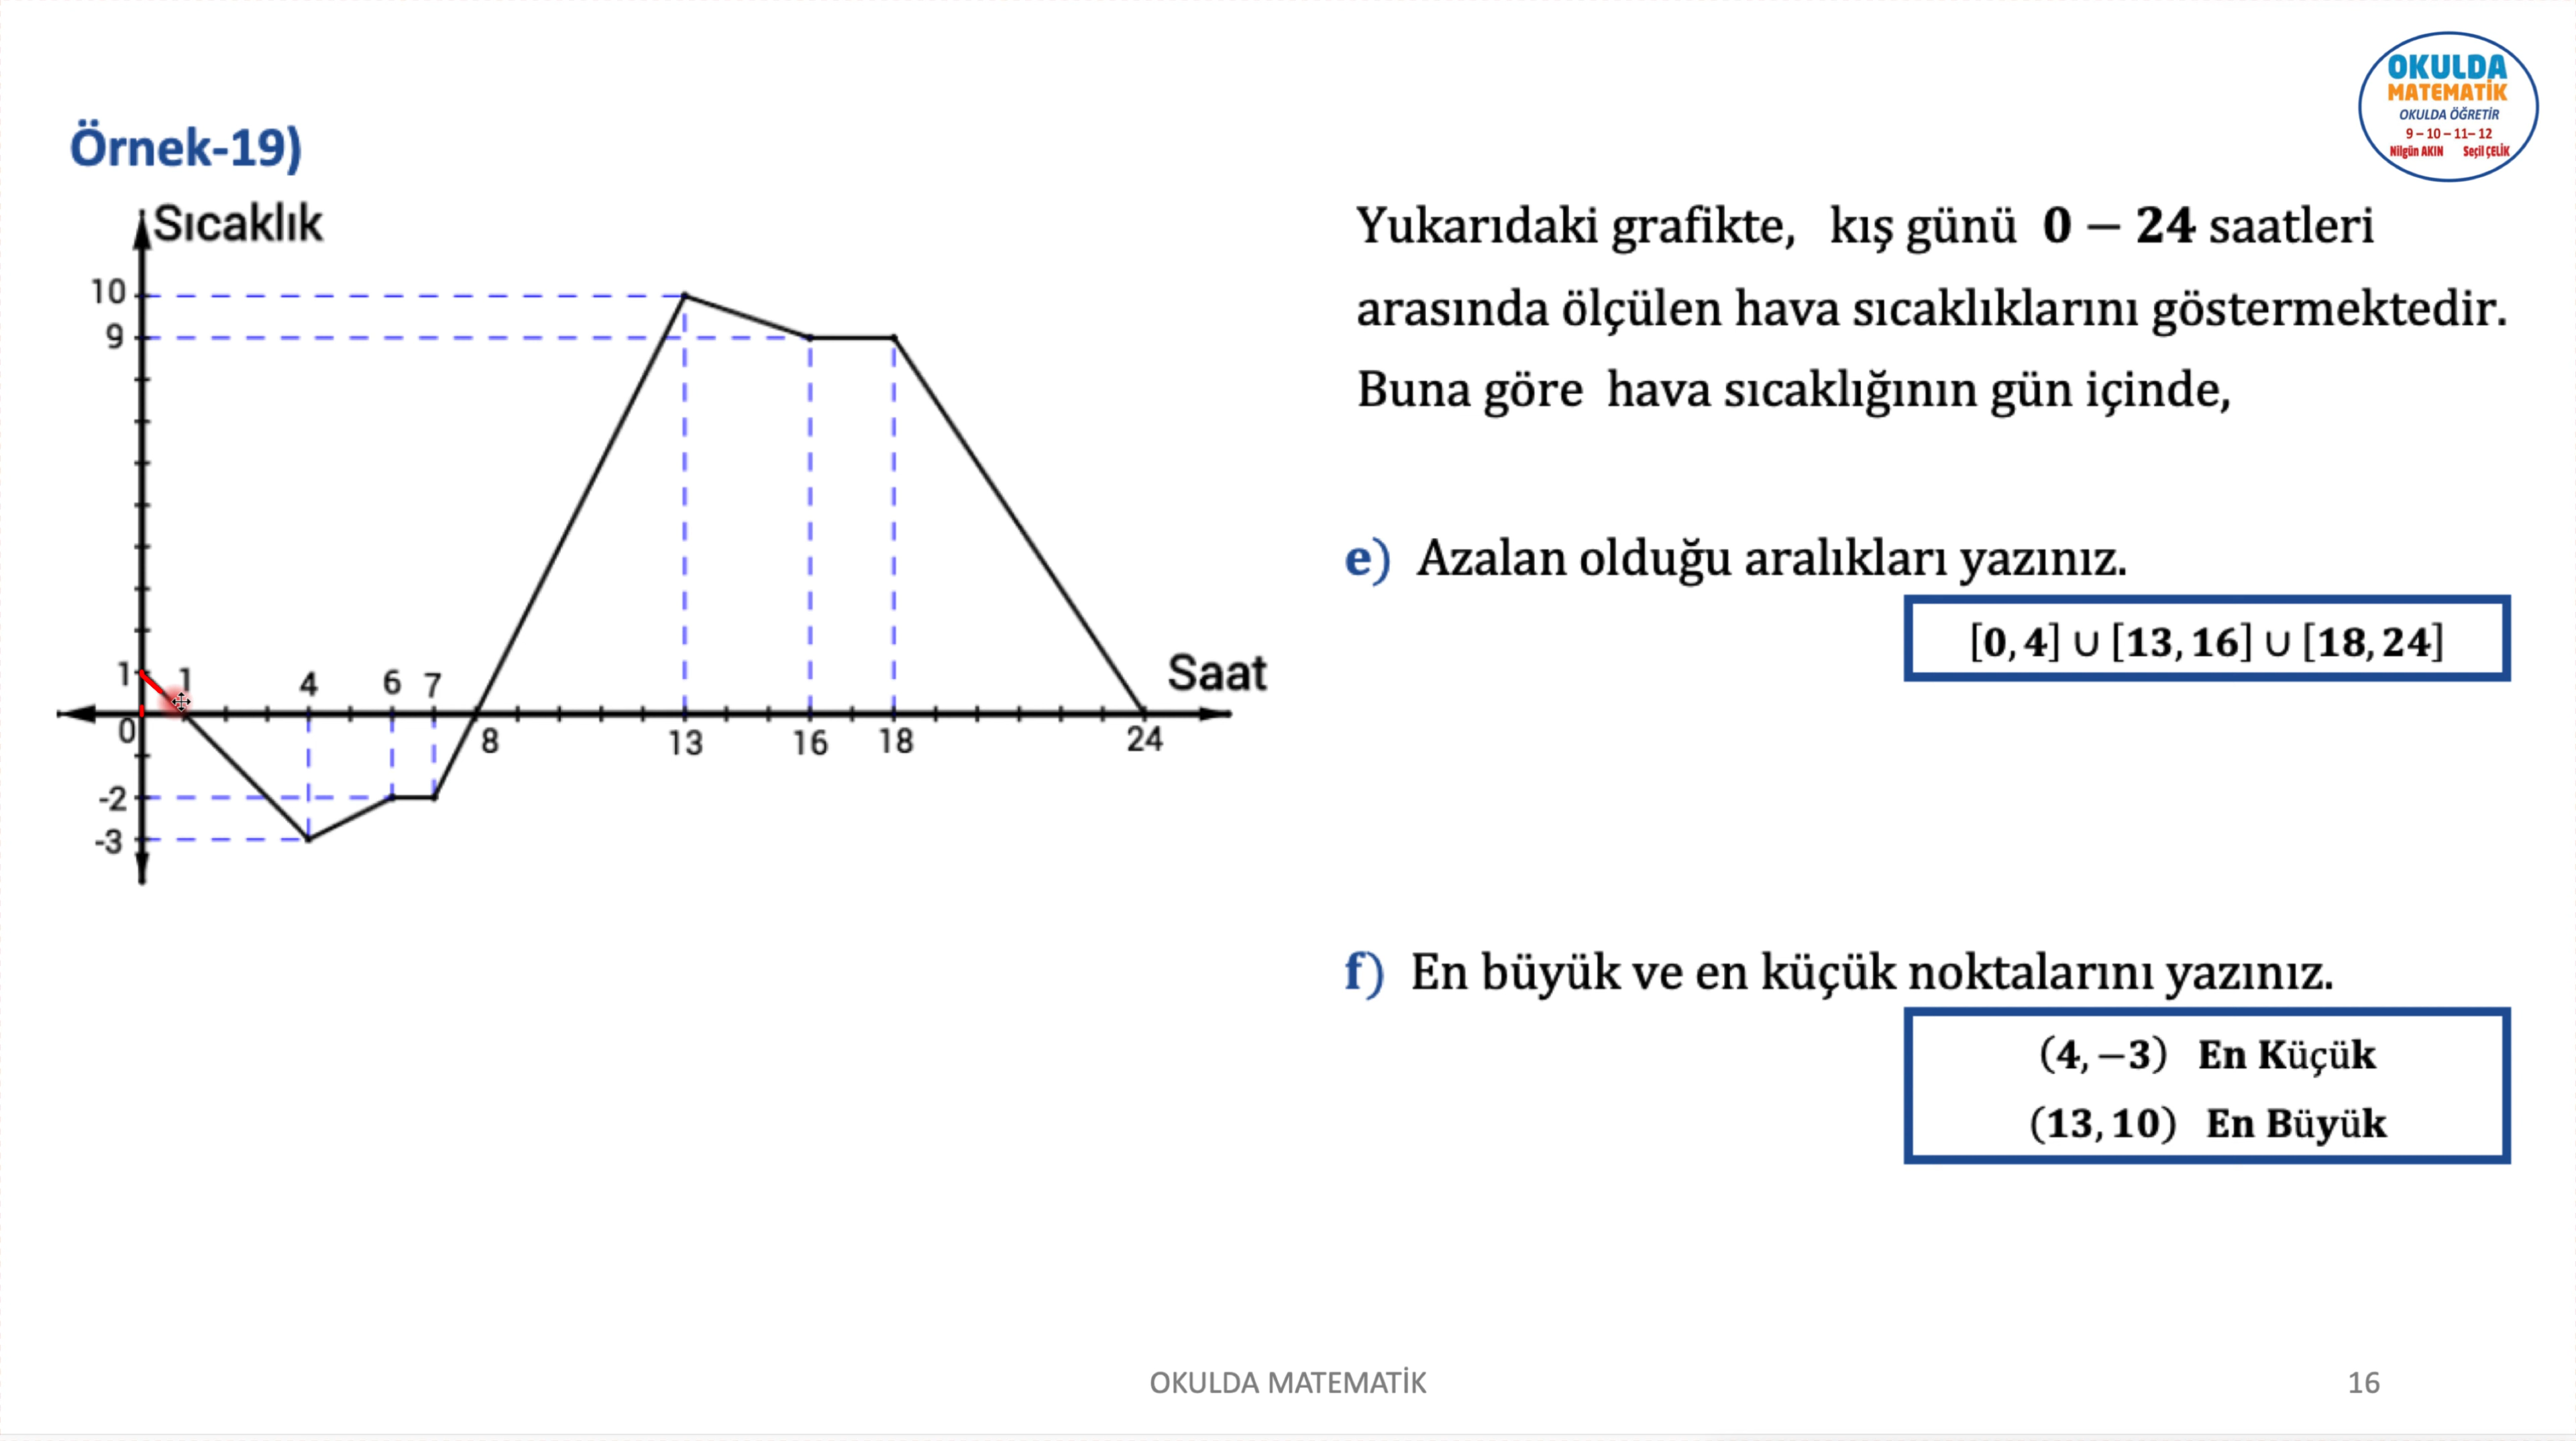 OKULDA
MATEMATİK
OKULDA ÖĞRETİR
9 – 10 – 11– 12
Nilgün AKIN Seçil ÇELİK
Örnek-19)
Sıcaklık
10
9
1
1
4
6
7
Saat
0
8
13
16
18
24
-2
-3
Yukarıdaki grafikte, kış günü 0 – 24 saatleri
arasında ölçülen hava sıcaklıklarını göstermektedir.
Buna göre hava sıcaklığının gün içinde,
e) Azalan olduğu aralıkları yazınız.
[0, 4] ∪ [13, 16] ∪ [18, 24]
f) En büyük ve en küçük noktalarını yazınız.
(4, −3) En Küçük
(13, 10) En Büyük
OKULDA MATEMATİK
16